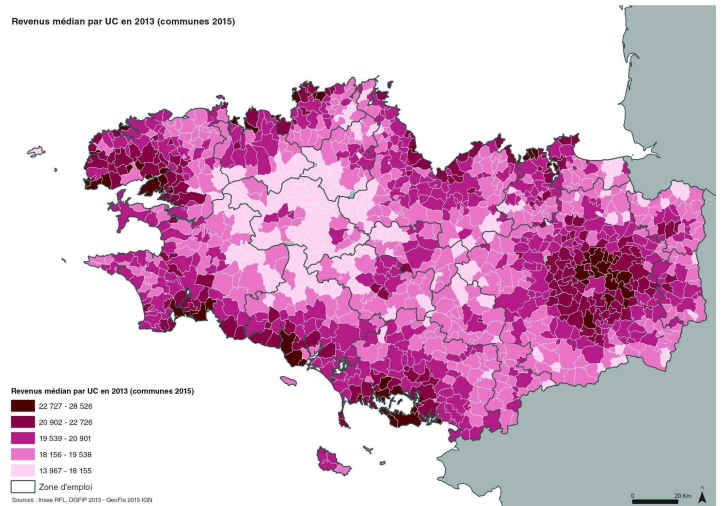 Revenus médian par UC en 2013 (communes 2015)
Revenus médian par UC en 2013 (communes 2015)
22 727 - 28 526
20 902 - 22 726
19 539 - 20 901
18 156 - 19 538
13 967 - 18 155
Zone d'emploi
Sources : Insee RFL, DGFiP 2013 - GeoFla 2015 IGN
N
0 20 Km